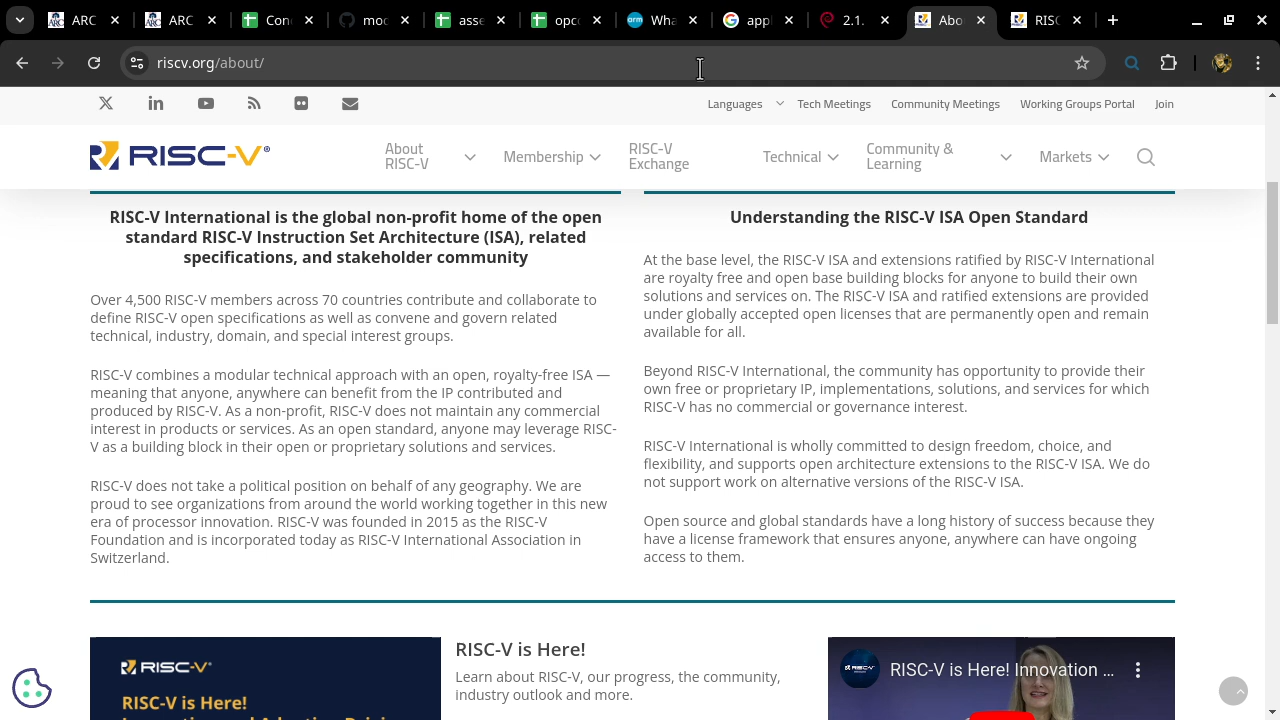 ARC
ARC
Con
moc
asse
opco
Wha
appl
2.1.
Abo
RISC
riscv.org/about/
Languages
Tech Meetings
Community Meetings
Working Groups Portal
Join
RISC-V®
About
RISC-V
Membership
RISC-V
Exchange
Technical
Community &
Learning
Markets
RISC-V International is the global non-profit home of the open
standard RISC-V Instruction Set Architecture (ISA), related
specifications, and stakeholder community
Over 4,500 RISC-V members across 70 countries contribute and collaborate to
define RISC-V open specifications as well as convene and govern related
technical, industry, domain, and special interest groups.
RISC-V combines a modular technical approach with an open, royalty-free ISA —
meaning that anyone, anywhere can benefit from the IP contributed and
produced by RISC-V. As a non-profit, RISC-V does not maintain any commercial
interest in products or services. As an open standard, anyone may leverage RISC-
V as a building block in their open or proprietary solutions and services.
RISC-V does not take a political position on behalf of any geography. We are
proud to see organizations from around the world working together in this new
era of processor innovation. RISC-V was founded in 2015 as the RISC-V
Foundation and is incorporated today as RISC-V International Association in
Switzerland.
Understanding the RISC-V ISA Open Standard
At the base level, the RISC-V ISA and extensions ratified by RISC-V International
are royalty free and open base building blocks for anyone to build their own
solutions and services on. The RISC-V ISA and ratified extensions are provided
under globally accepted open licenses that are permanently open and remain
available for all.
Beyond RISC-V International, the community has opportunity to provide their
own free or proprietary IP, implementations, solutions, and services for which
RISC-V has no commercial or governance interest.
RISC-V International is wholly committed to design freedom, choice, and
flexibility, and supports open architecture extensions to the RISC-V ISA. We do
not support work on alternative versions of the RISC-V ISA.
Open source and global standards have a long history of success because they
have a license framework that ensures anyone, anywhere can have ongoing
access to them.
RISC-V®
RISC-V is Here!
RISC-V is Here!
Learn about RISC-V, our progress, the community,
industry outlook and more.
RISC-V is Here! Innovation ...